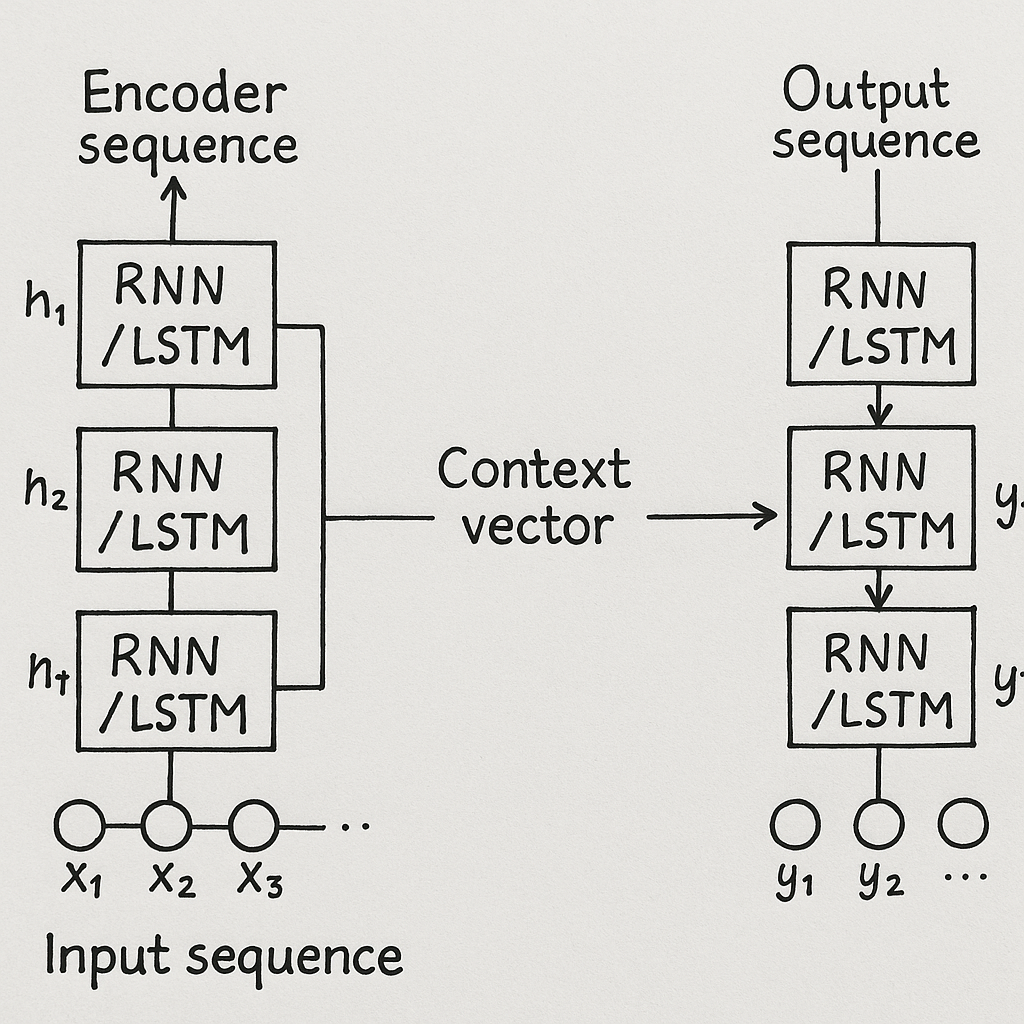 Encoder
sequence
h₁
RNN
/LSTM
h₂
RNN
/LSTM
RNN
/LSTM
x₁ x₂ x₃ ··
Input sequence
Context
vector
Output
sequence
RNN
/LSTM
RNN
/LSTM
RNN
/LSTM
y₁ y₂ ...